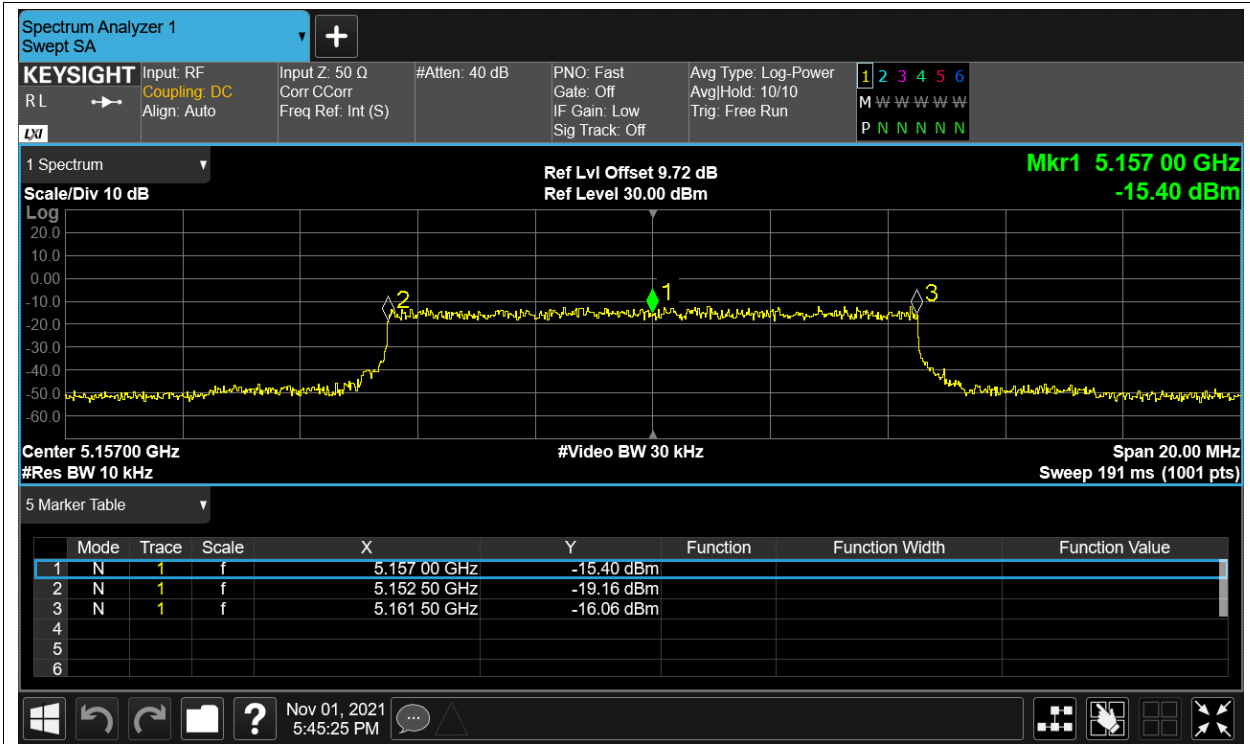 Spectrum Analyzer 1
Swept SA
+
KEYSIGHT Input: RF Input Z: 50 Ω #Atten: 40 dB PNO: Fast Avg Type: Log-Power 1 2 3 4 5 6
R L Coupling: DC Corr CCorr Gate: Off Avg|Hold: 10/10 M W W W W W
Align: Auto Freq Ref: Int (S) IF Gain: Low Trig: Free Run
LXI Sig Track: Off P N N N N N
1 Spectrum Ref Lvl Offset 9.72 dB Mkr1 5.157 00 GHz
Scale/Div 10 dB Ref Level 30.00 dBm -15.40 dBm
Log
20.0
10.0
0.00
-10.0 2 1 3
-20.0
-30.0
-40.0
-50.0
-60.0
Center 5.15700 GHz #Video BW 30 kHz Span 20.00 MHz
#Res BW 10 kHz Sweep 191 ms (1001 pts)
5 Marker Table
Mode Trace Scale X Y Function Function Width Function Value
1 N 1 f 5.157 00 GHz -15.40 dBm
2 N 1 f 5.152 50 GHz -19.16 dBm
3 N 1 f 5.161 50 GHz -16.06 dBm
4
5
6
? Nov 01, 2021
5:45:25 PM